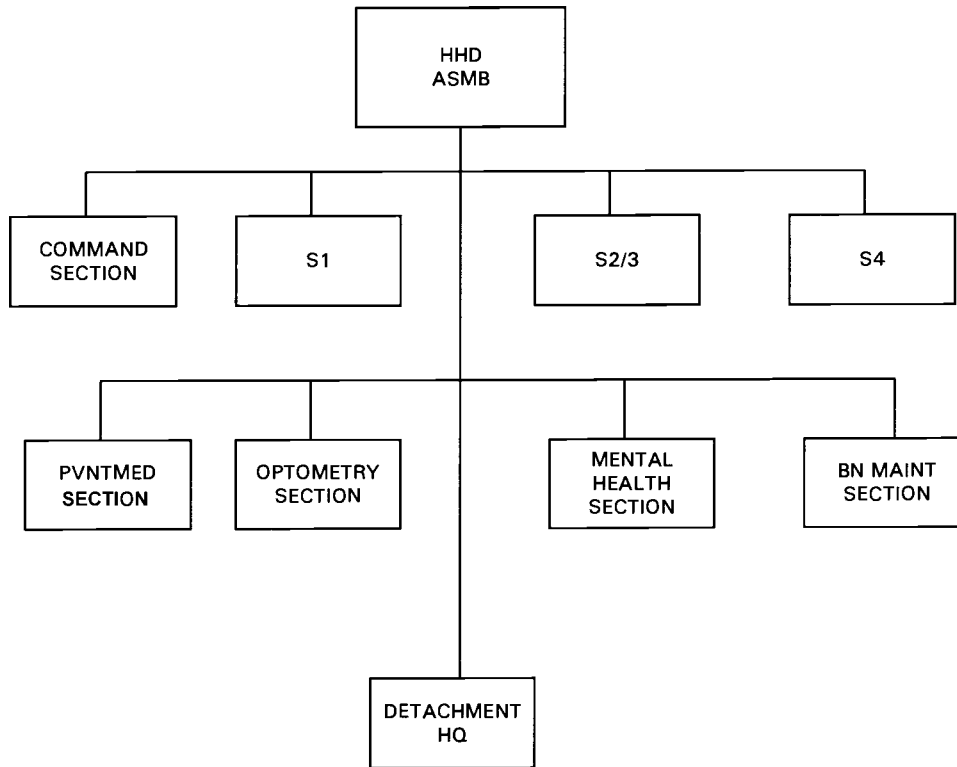 HHD
ASMB
COMMAND
SECTION
S1
S2/3
S4
PVNTMED
SECTION
OPTOMETRY
SECTION
MENTAL
HEALTH
SECTION
BN MAINT
SECTION
DETACHMENT
HQ